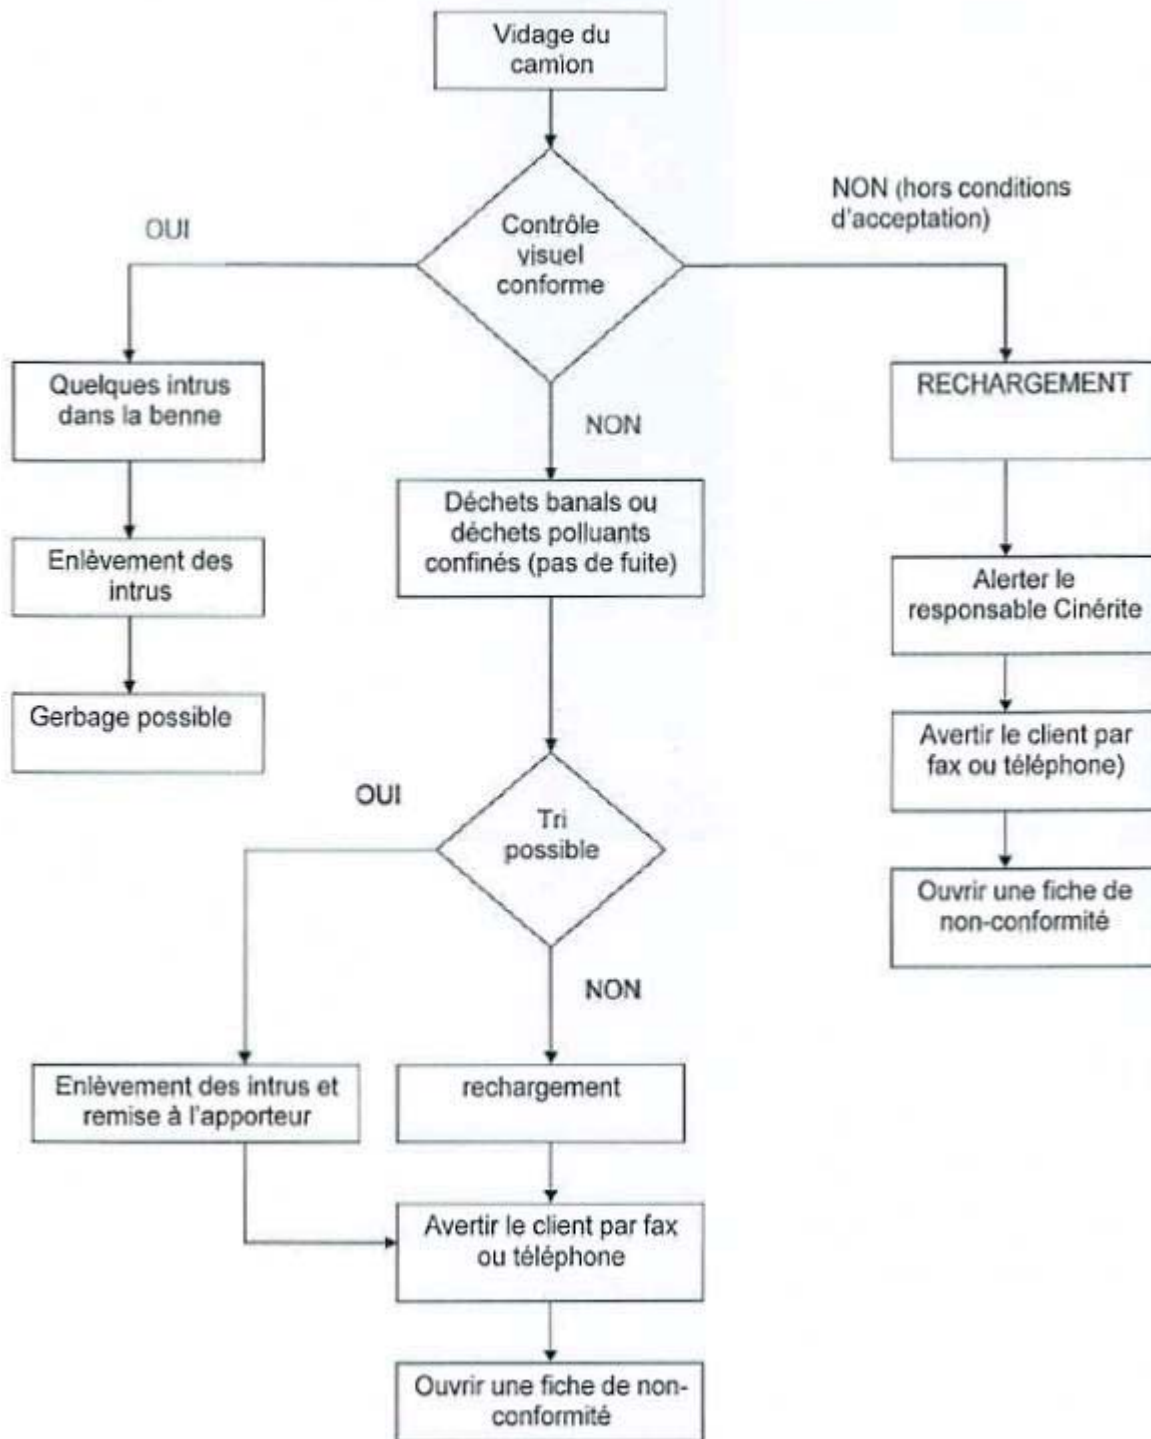 Vidage du
camion
NON (hors conditions
d'acceptation)
OUI
Contrôle
visuel
conforme
Quelques intrus
dans la benne
RECHARGEMENT
NON
Déchets banals ou
déchets polluants
confinés (pas de fuite)
Enlèvement des
intrus
Alerter le
responsable Cinérite
Gerbage possible
Avertir le client par
fax ou téléphone)
OUI
Tri
possible
Ouvrir une fiche de
non-conformité
NON
Enlèvement des intrus et
remise à l'apporteur
rechargement
Avertir le client par fax
ou téléphone
Ouvrir une fiche de non-
conformité